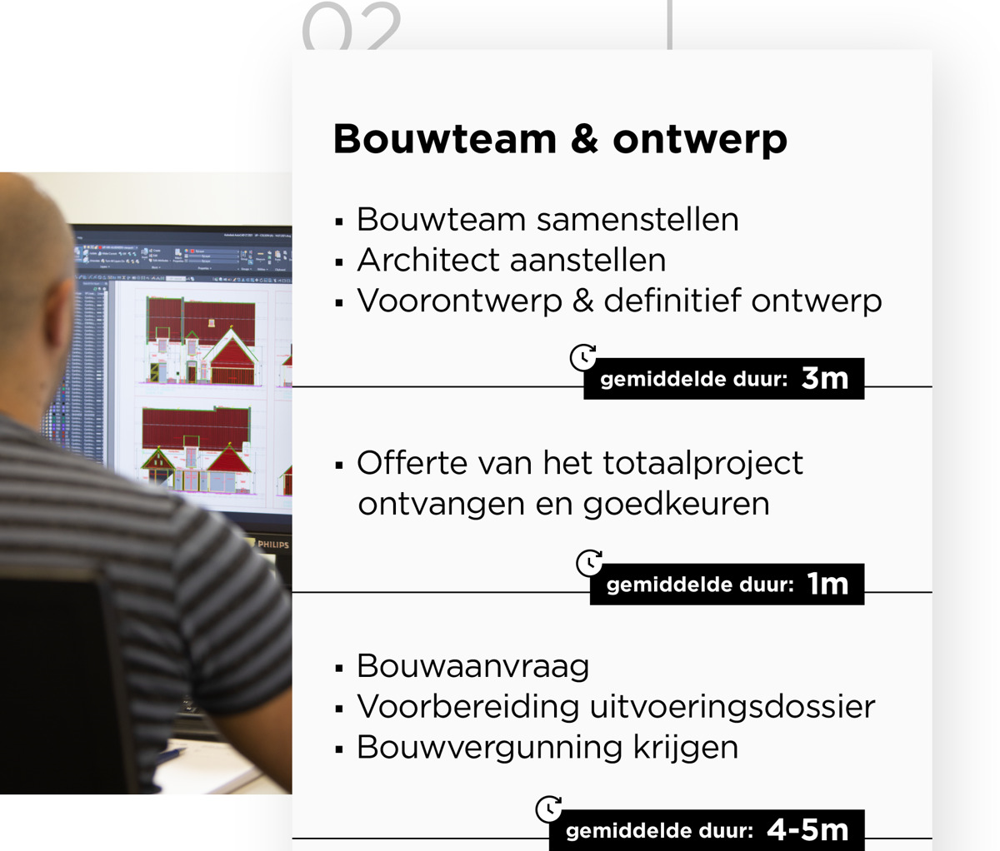 02
Bouwteam & ontwerp
▪ Bouwteam samenstellen
▪ Architect aanstellen
▪ Voorontwerp & definitief ontwerp
gemiddelde duur: 3m
▪ Offerte van het totaalproject
ontvangen en goedkeuren
PHILIPS
gemiddelde duur: 1m
▪ Bouwaanvraag
▪ Voorbereiding uitvoeringsdossier
▪ Bouwvergunning krijgen
gemiddelde duur: 4-5m